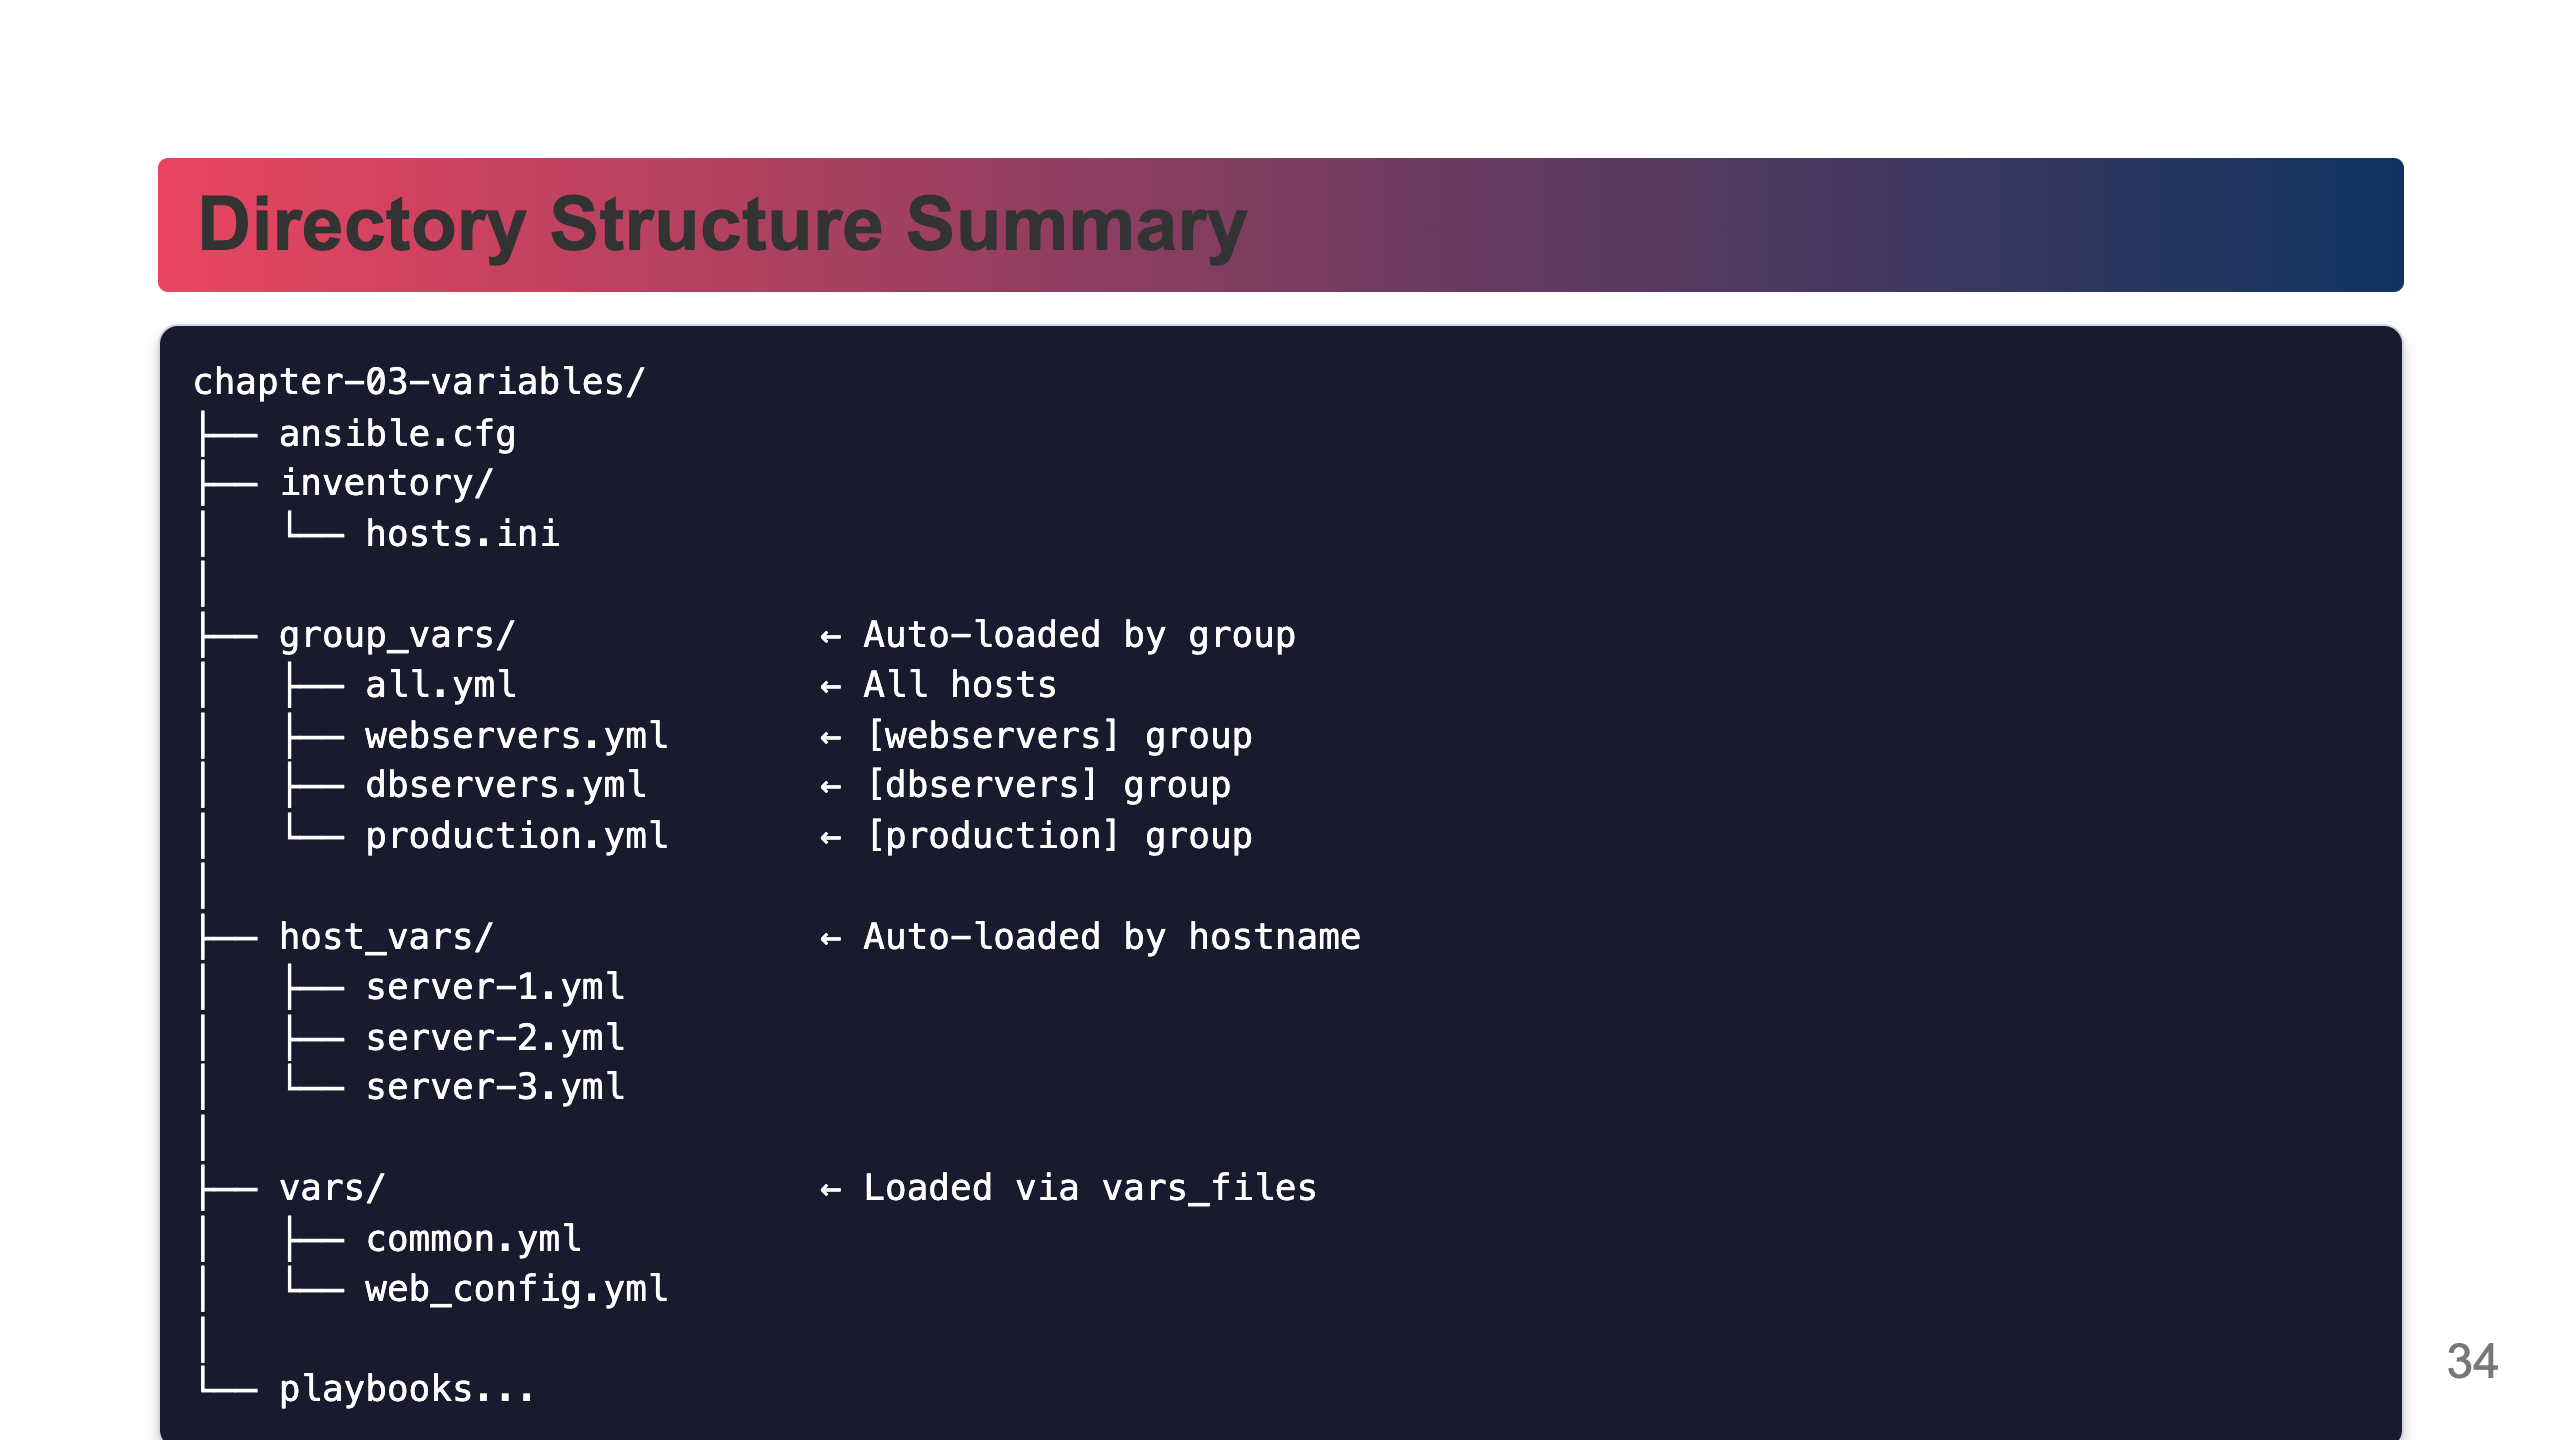 Directory Structure Summary
chapter-03-variables/
├── ansible.cfg
├── inventory/
│   └── hosts.ini
│
├── group_vars/              ← Auto-loaded by group
│   ├── all.yml              ← All hosts
│   ├── webservers.yml       ← [webservers] group
│   ├── dbservers.yml        ← [dbservers] group
│   └── production.yml       ← [production] group
│
├── host_vars/               ← Auto-loaded by hostname
│   ├── server-1.yml
│   ├── server-2.yml
│   └── server-3.yml
│
├── vars/                    ← Loaded via vars_files
│   ├── common.yml
│   └── web_config.yml
│
└── playbooks...
34